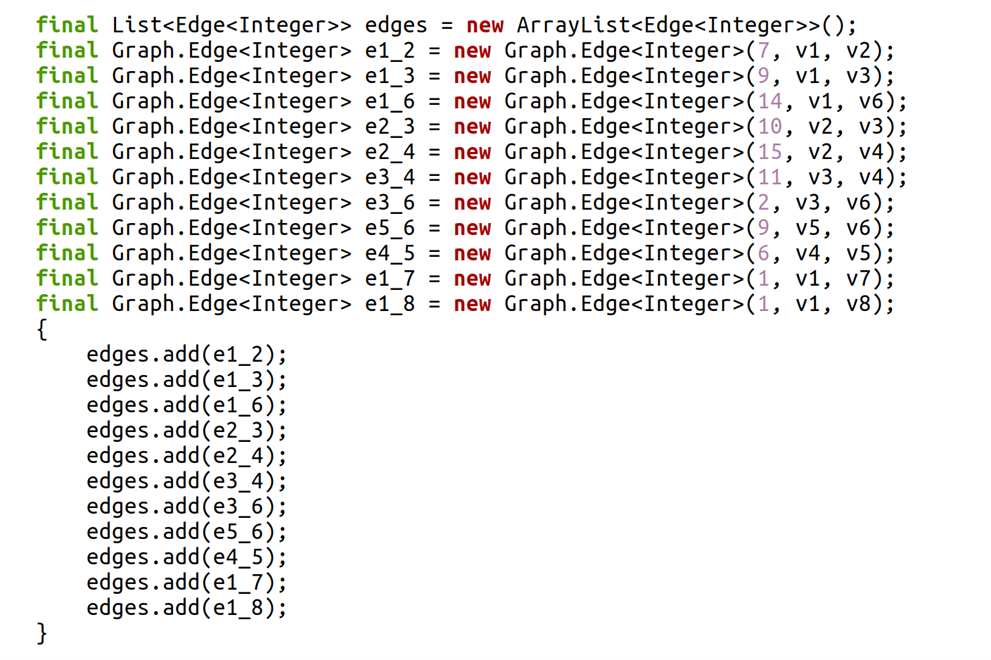 final List<Edge<Integer>> edges = new ArrayList<Edge<Integer>>();
final Graph.Edge<Integer> e1_2 = new Graph.Edge<Integer>(7, v1, v2);
final Graph.Edge<Integer> e1_3 = new Graph.Edge<Integer>(9, v1, v3);
final Graph.Edge<Integer> e1_6 = new Graph.Edge<Integer>(14, v1, v6);
final Graph.Edge<Integer> e2_3 = new Graph.Edge<Integer>(10, v2, v3);
final Graph.Edge<Integer> e2_4 = new Graph.Edge<Integer>(15, v2, v4);
final Graph.Edge<Integer> e3_4 = new Graph.Edge<Integer>(11, v3, v4);
final Graph.Edge<Integer> e3_6 = new Graph.Edge<Integer>(2, v3, v6);
final Graph.Edge<Integer> e5_6 = new Graph.Edge<Integer>(9, v5, v6);
final Graph.Edge<Integer> e4_5 = new Graph.Edge<Integer>(6, v4, v5);
final Graph.Edge<Integer> e1_7 = new Graph.Edge<Integer>(1, v1, v7);
final Graph.Edge<Integer> e1_8 = new Graph.Edge<Integer>(1, v1, v8);
{
    edges.add(e1_2);
    edges.add(e1_3);
    edges.add(e1_6);
    edges.add(e2_3);
    edges.add(e2_4);
    edges.add(e3_4);
    edges.add(e3_6);
    edges.add(e5_6);
    edges.add(e4_5);
    edges.add(e1_7);
    edges.add(e1_8);
}